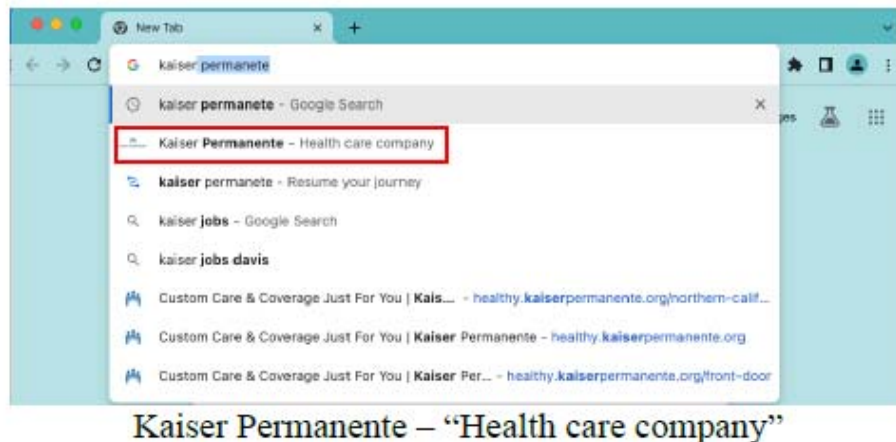 New Tab
kaiser permanete
kaiser permanete - Google Search
Kaiser Permanente - Health care company
kaiser permanete - Resume your journey
kaiser jobs - Google Search
kaiser jobs davis
Custom Care & Coverage Just For You | Kais... - healthy.kaiserpermanente.org/northern-calif...
Custom Care & Coverage Just For You | Kaiser Permanente - healthy.kaiserpermanente.org
Custom Care & Coverage Just For You | Kaiser Per... - healthy.kaiserpermanente.org/front-door
Kaiser Permanente – “Health care company”